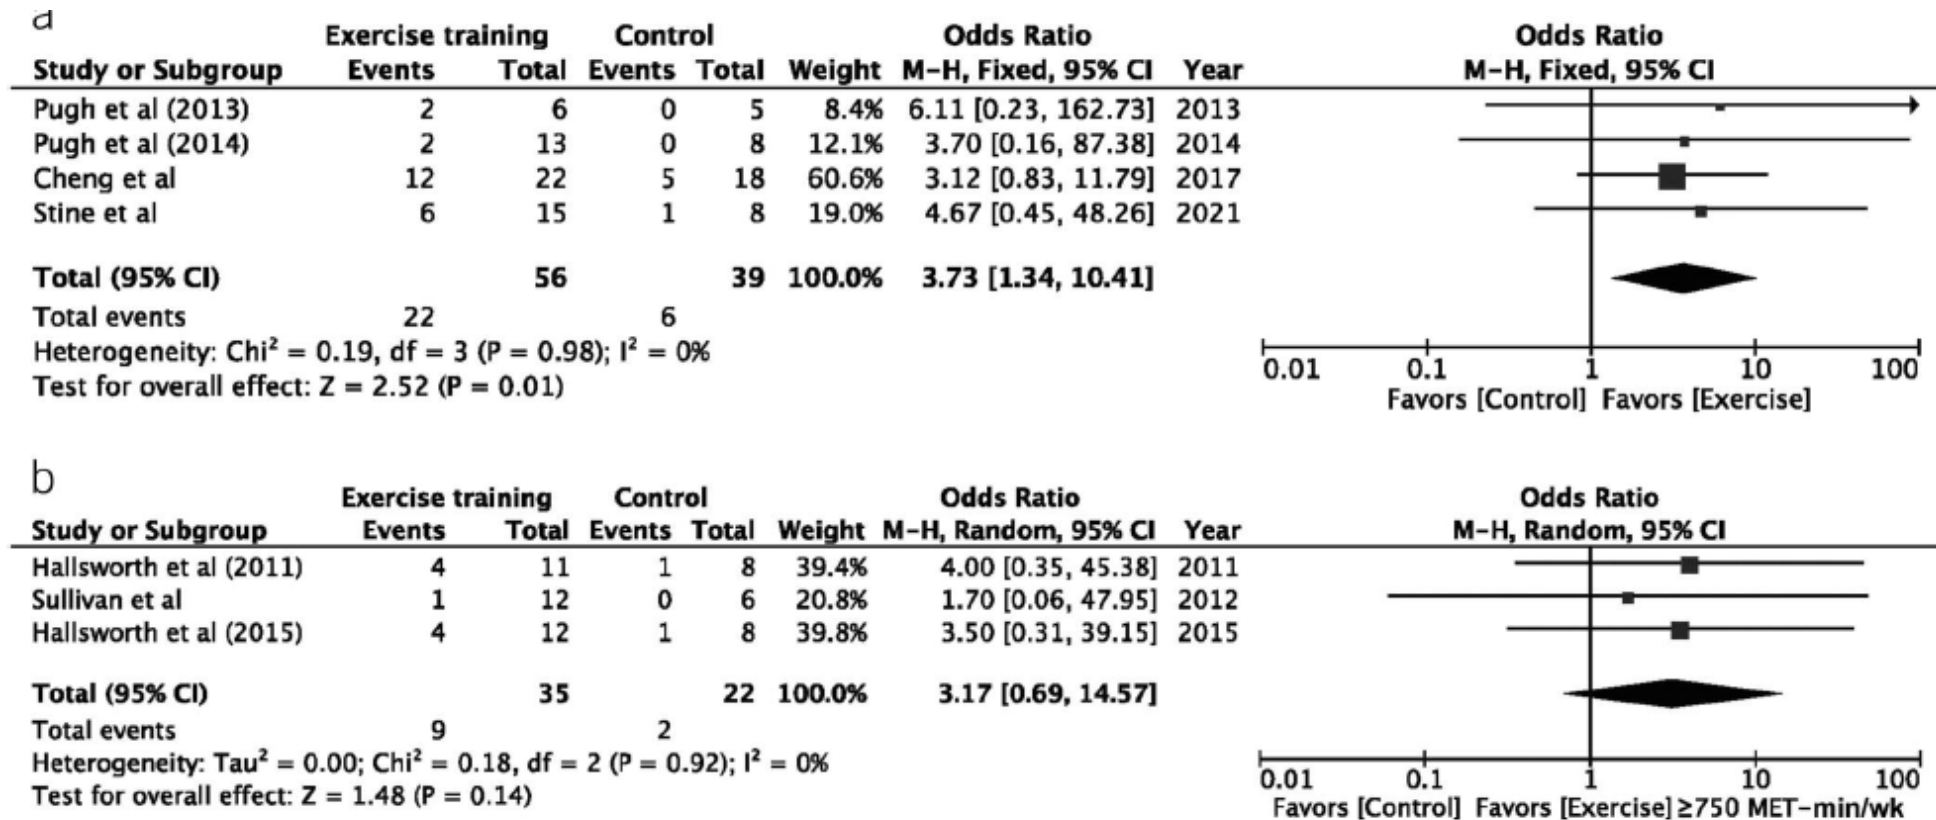 a
Exercise training Control Odds Ratio Odds Ratio
Study or Subgroup Events Total Events Total Weight M-H, Fixed, 95% CI Year M-H, Fixed, 95% CI
Pugh et al (2013) 2 6 0 5 8.4% 6.11 [0.23, 162.73] 2013
Pugh et al (2014) 2 13 0 8 12.1% 3.70 [0.16, 87.38] 2014
Cheng et al 12 22 5 18 60.6% 3.12 [0.83, 11.79] 2017
Stine et al 6 15 1 8 19.0% 4.67 [0.45, 48.26] 2021
Total (95% CI) 56 39 100.0% 3.73 [1.34, 10.41]
Total events 22 6
Heterogeneity: Chi² = 0.19, df = 3 (P = 0.98); I² = 0%
Test for overall effect: Z = 2.52 (P = 0.01)
0.01 0.1 1 10 100
Favors [Control] Favors [Exercise]
b
Exercise training Control Odds Ratio Odds Ratio
Study or Subgroup Events Total Events Total Weight M-H, Random, 95% CI Year M-H, Random, 95% CI
Hallsworth et al (2011) 4 11 1 8 39.4% 4.00 [0.35, 45.38] 2011
Sullivan et al 1 12 0 6 20.8% 1.70 [0.06, 47.95] 2012
Hallsworth et al (2015) 4 12 1 8 39.8% 3.50 [0.31, 39.15] 2015
Total (95% CI) 35 22 100.0% 3.17 [0.69, 14.57]
Total events 9 2
Heterogeneity: Tau² = 0.00; Chi² = 0.18, df = 2 (P = 0.92); I² = 0%
Test for overall effect: Z = 1.48 (P = 0.14)
0.01 0.1 1 10 100
Favors [Control] Favors [Exercise] ≥750 MET-min/wk